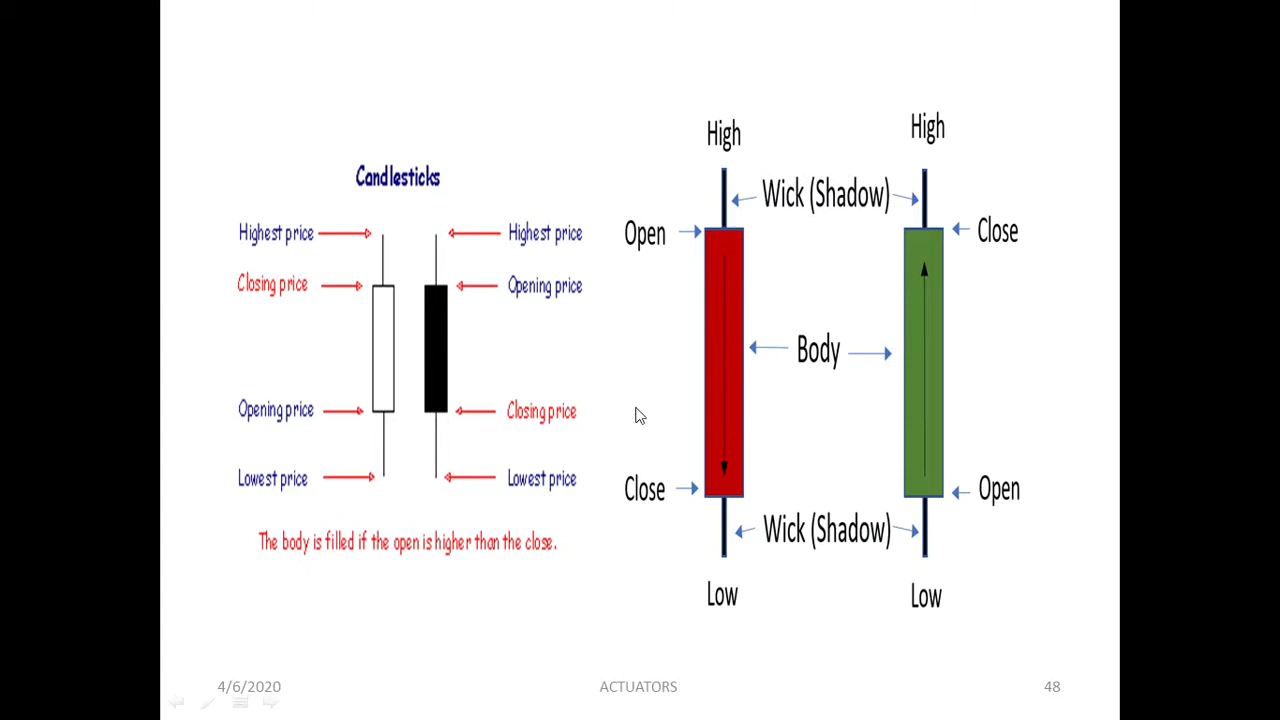 Candlesticks
Highest price
Highest price
Closing price
Opening price
Opening price
Closing price
Lowest price
Lowest price
The body is filled if the open is higher than the close.
High
High
Wick (Shadow)
Open
Close
Body
Close
Open
Wick (Shadow)
Low
Low
4/6/2020
ACTUATORS
48